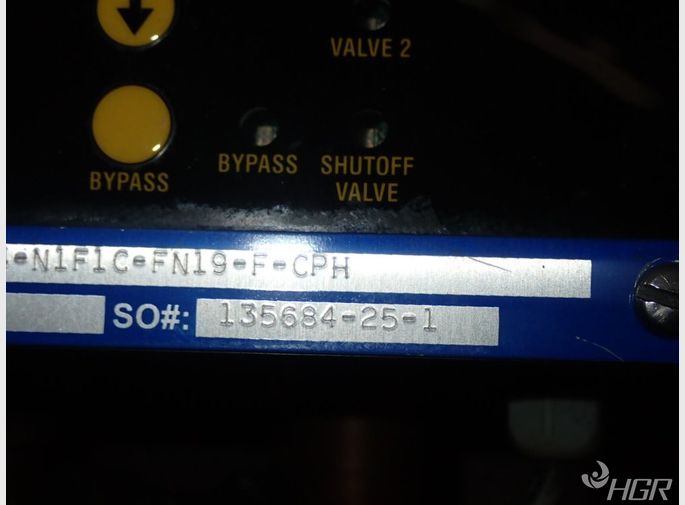 VALVE 2
BYPASS
BYPASS
SHUTOFF
VALVE
N1F1C-FN19-F-CPH
SO#: 135684-25-1
HGR